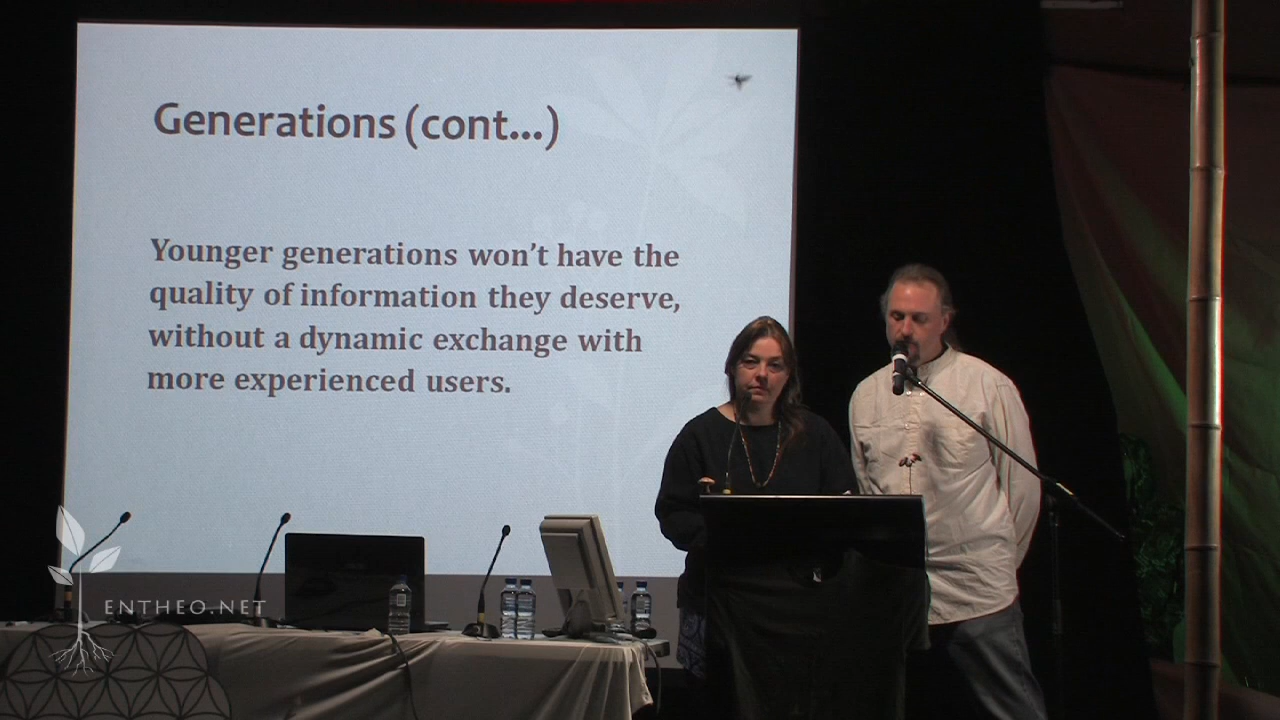 Generations (cont...)
Younger generations won't have the
quality of information they deserve,
without a dynamic exchange with
more experienced users.
ENTHEO.NET